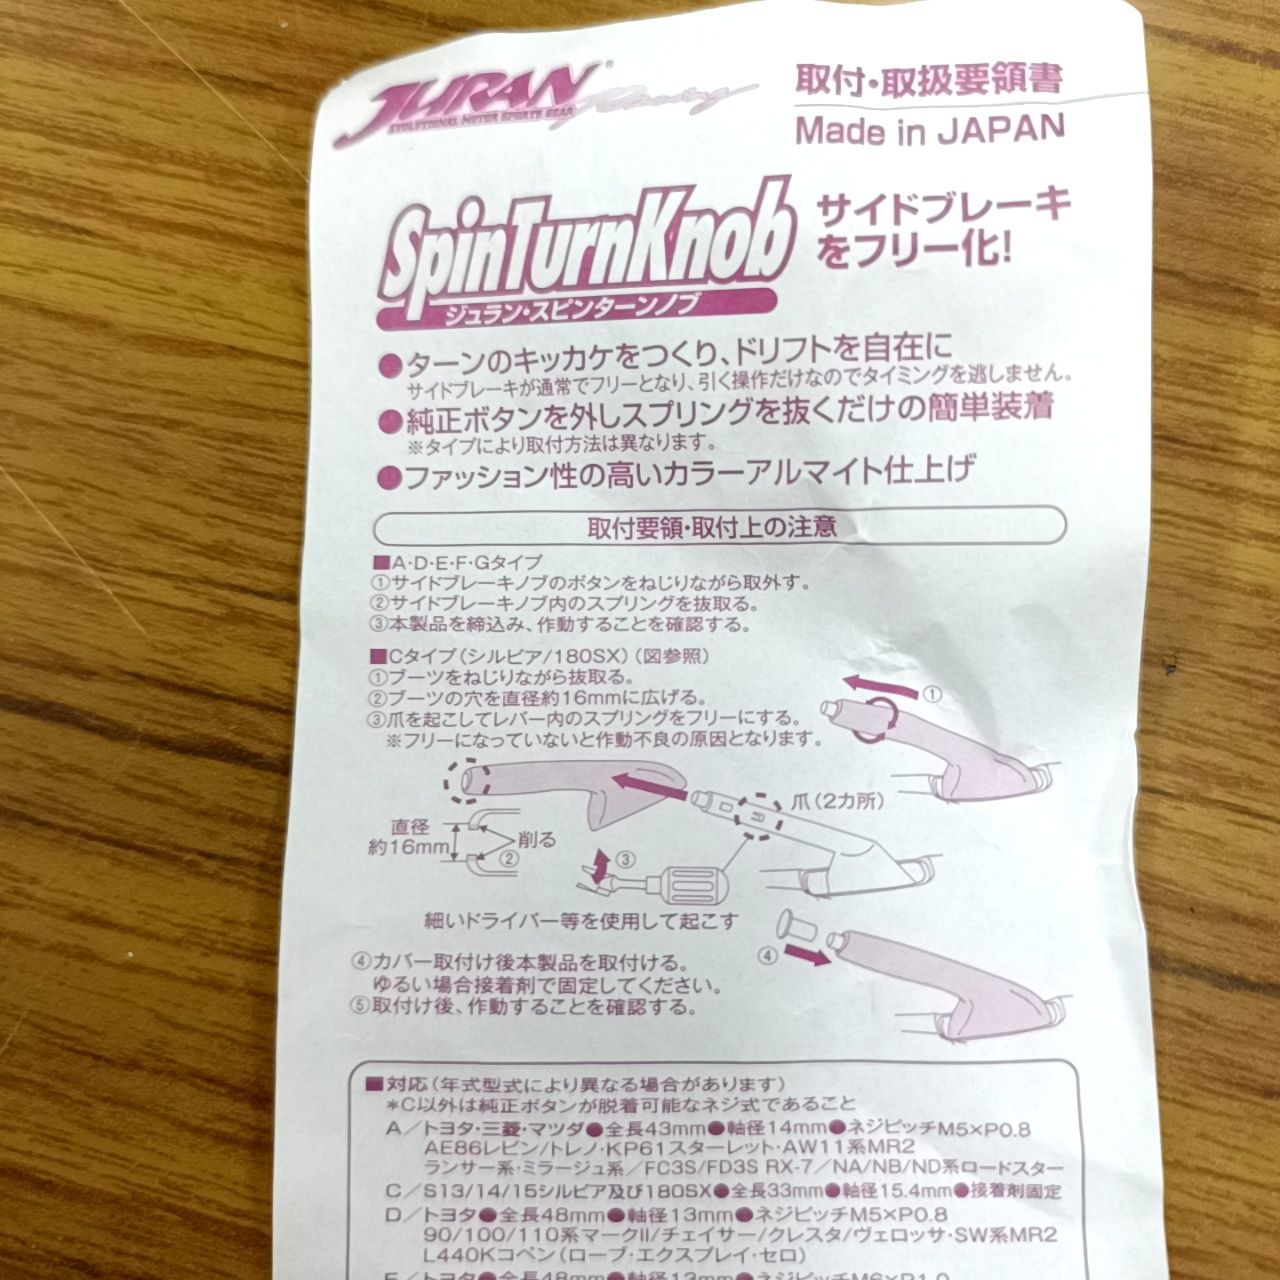 JURAN® Racing
EVOLUTIONAL MOTOR SPORTS GEAR
取付・取扱要領書
Made in JAPAN
SpinTurnKnob
ジュラン・スピンターンノブ
サイドブレーキ
をフリー化!
●ターンのキッカケをつくり、ドリフトを自在に
サイドブレーキが通常でフリーとなり、引く操作だけなのでタイミングを逃しません。
●純正ボタンを外しスプリングを抜くだけの簡単装着
※タイプにより取付方法は異なります。
●ファッション性の高いカラーアルマイト仕上げ
取付要領・取付上の注意
■A・D・E・F・Gタイプ
①サイドブレーキノブのボタンをねじりながら取外す。
②サイドブレーキノブ内のスプリングを抜取る。
③本製品を締込み、作動することを確認する。
■Cタイプ(シルビア/180SX)(図参照)
①ブーツをねじりながら抜取る。
②ブーツの穴を直径約16mmに広げる。
③爪を起こしてレバー内のスプリングをフリーにする。
※フリーになっていないと作動不良の原因となります。
①
爪(2カ所)
直径
約16mm
削る
②
③
細いドライバー等を使用して起こす
④
④カバー取付け後本製品を取付ける。
ゆるい場合接着剤で固定してください。
⑤取付け後、作動することを確認する。
■対応(年式型式により異なる場合があります)
*C以外は純正ボタンが脱着可能なネジ式であること
A/トヨタ・三菱・マツダ●全長43mm●軸径14mm●ネジピッチM5×P0.8
AE86レビン/トレノ・KP61スターレット・AW11系MR2
ランサー系・ミラージュ系/FC3S/FD3S RX-7/NA/NB/ND系ロードスター
C/S13/14/15シルビア及び180SX●全長33mm●軸径15.4mm●接着剤固定
D/トヨタ●全長48mm●軸径13mm●ネジピッチM5×P0.8
90/100/110系マークII/チェイサー/クレスタ/ヴェロッサ・SW系MR2
L440Kコペン(ローブ・エクスプレイ・セロ)
E/トヨタ●全長48mm●軸径13mm●ネジピッチM6×P1.0